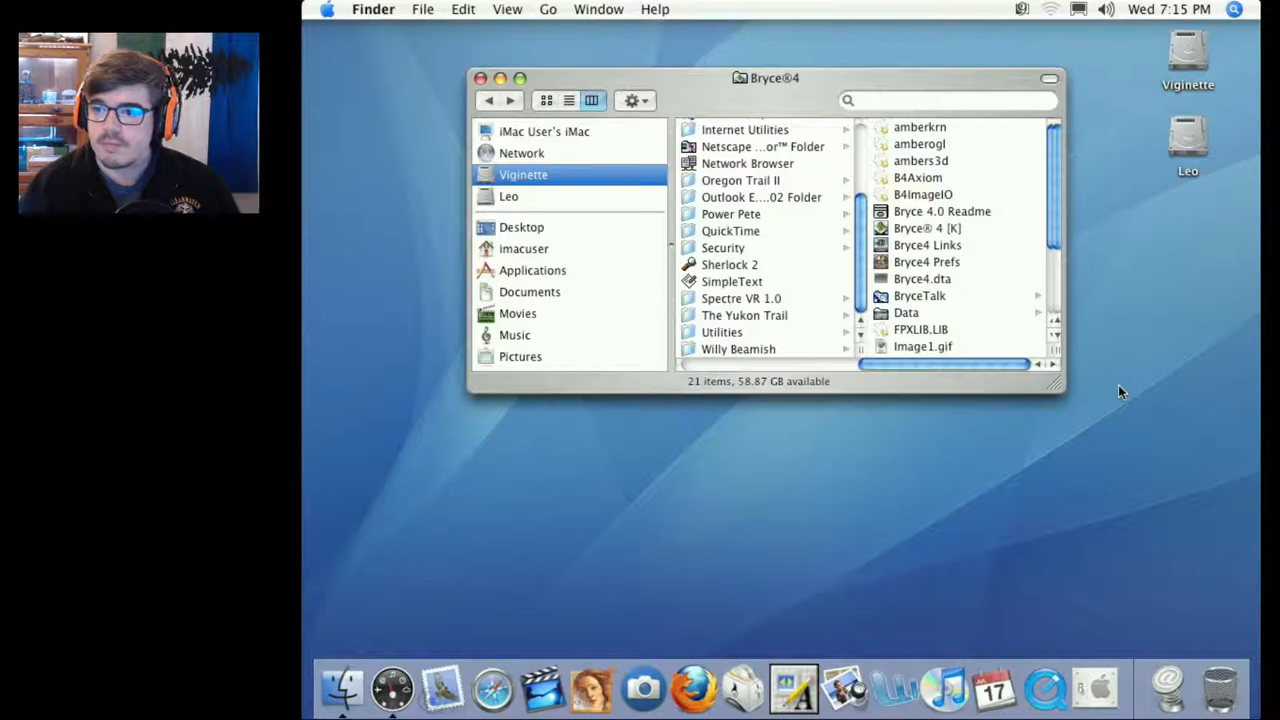 Finder File Edit View Go Window Help Wed 7:15 PM
Viginette
Leo
Bryce®4
iMac User's iMac
Network
Viginette
Leo
Desktop
imacuser
Applications
Documents
Movies
Music
Pictures
Internet Utilities
Netscape ...or™ Folder
Network Browser
Oregon Trail II
Outlook E....02 Folder
Power Pete
QuickTime
Security
Sherlock 2
SimpleText
Spectre VR 1.0
The Yukon Trail
Utilities
Willy Beamish
amberkrn
amberogl
ambers3d
B4Axiom
B4ImageIO
Bryce 4.0 Readme
Bryce® 4 [K]
Bryce4 Links
Bryce4 Prefs
Bryce4.dta
BryceTalk
Data
FPXLIB.LIB
Image1.gif
21 items, 58.87 GB available
17